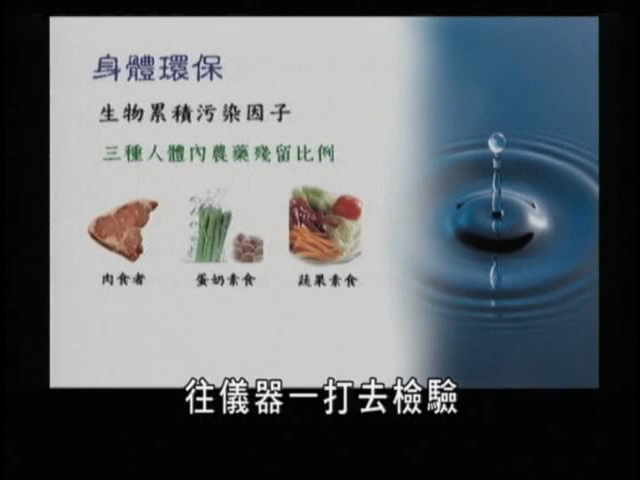 身體環保
生物累積污染因子
三種人體內農藥殘留比例
肉食者 蛋奶素食 蔬果素食
往儀器一打去檢驗